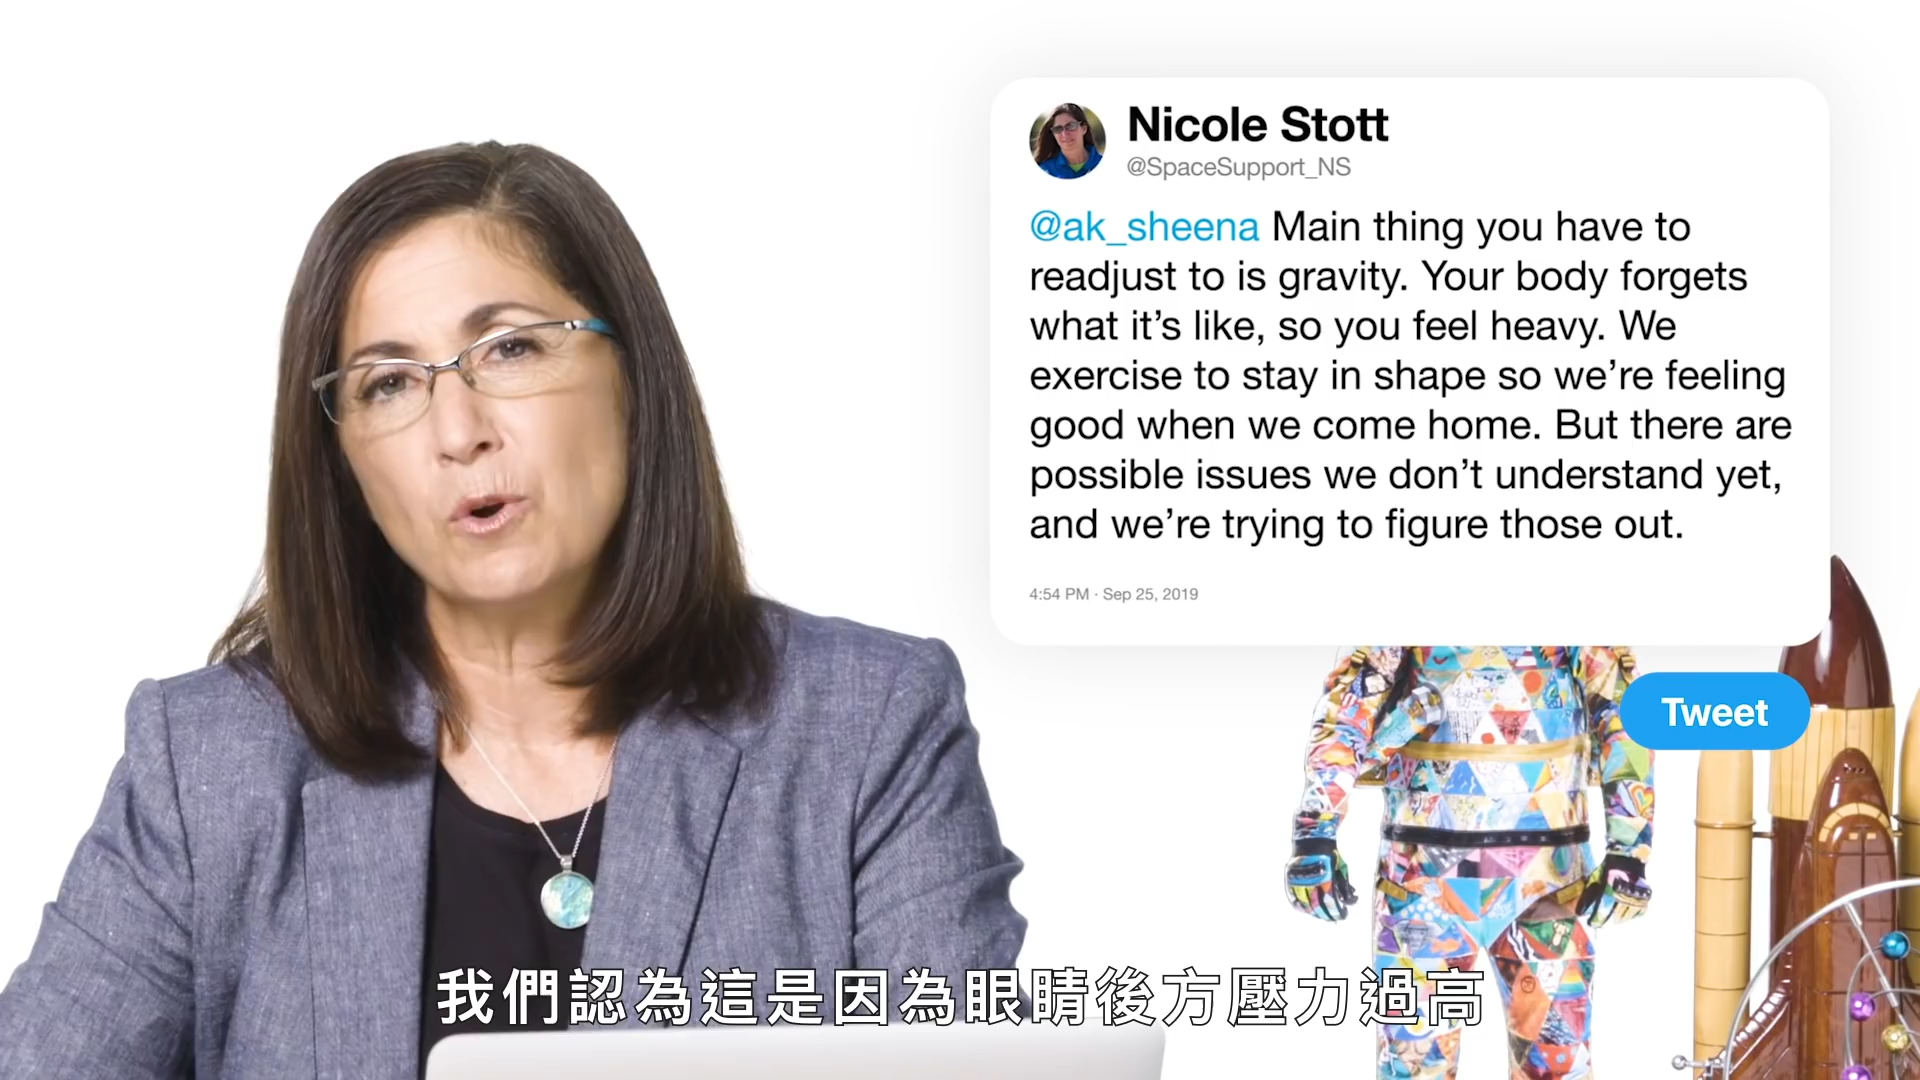 Nicole Stott
@SpaceSupport_NS
@ak_sheena Main thing you have to
readjust to is gravity. Your body forgets
what it’s like, so you feel heavy. We
exercise to stay in shape so we’re feeling
good when we come home. But there are
possible issues we don’t understand yet,
and we’re trying to figure those out.
4:54 PM · Sep 25, 2019
Tweet
我們認為這是因為眼睛後方壓力過高